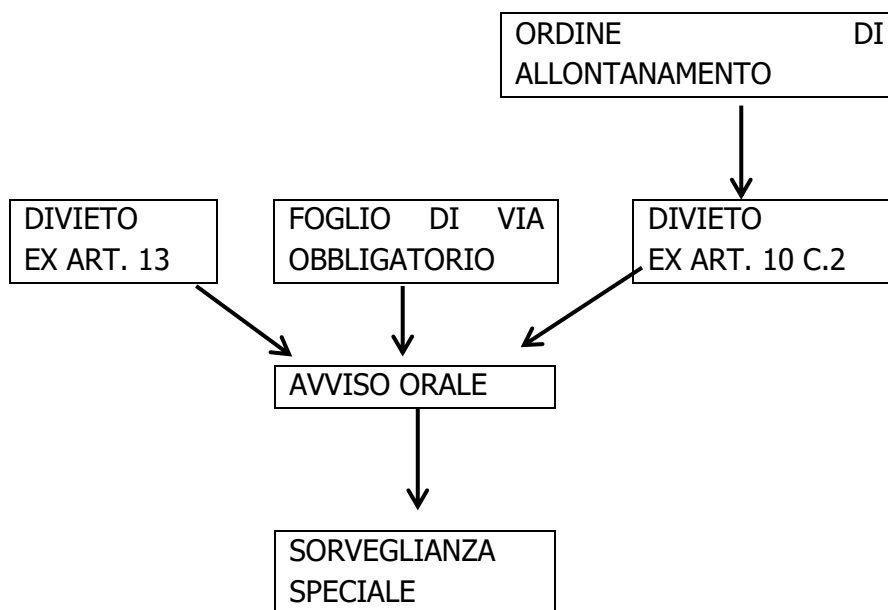 ORDINE DI
ALLONTANAMENTO
DIVIETO
EX ART. 13
FOGLIO DI VIA
OBBLIGATORIO
DIVIETO
EX ART. 10 C.2
AVVISO ORALE
SORVEGLIANZA
SPECIALE